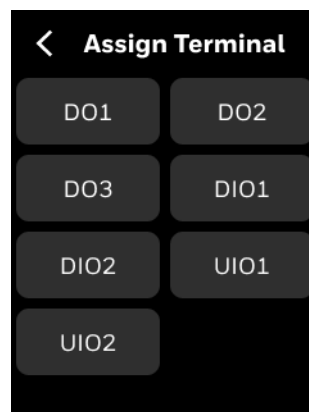 Assign Terminal
DO1 DO2
DO3 DIO1
DIO2 UIO1
UIO2